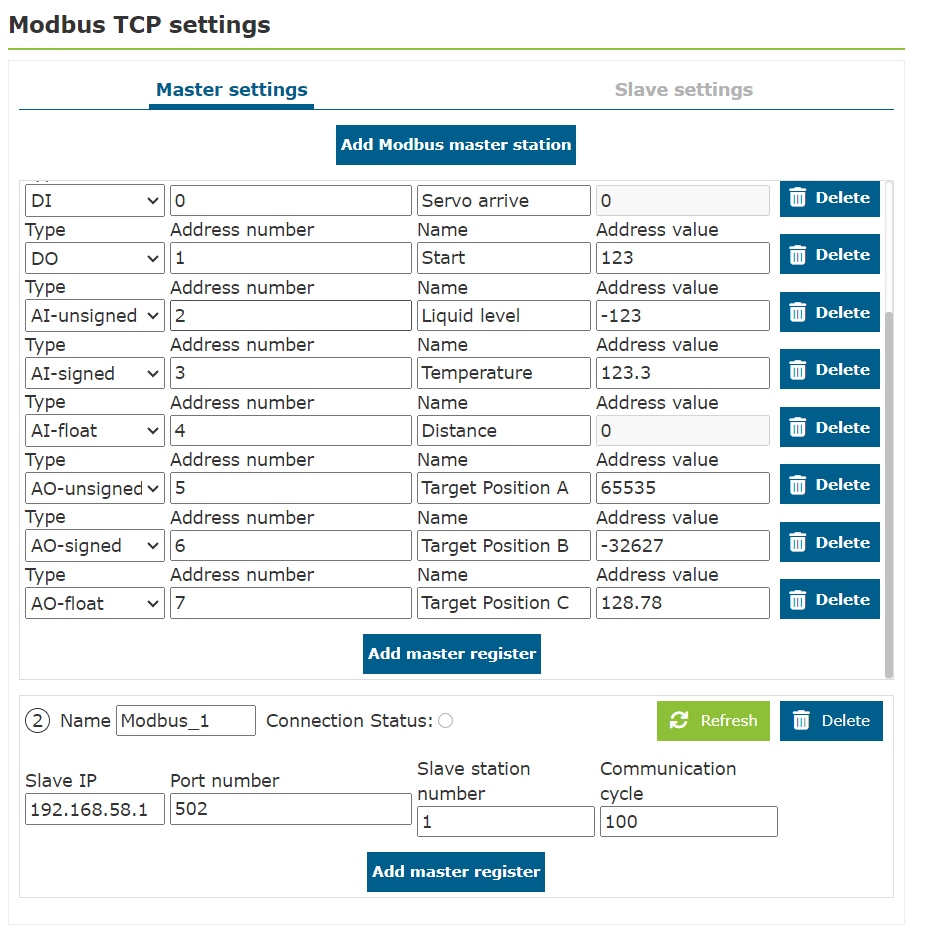 Modbus TCP settings
Master settings Slave settings
Add Modbus master station
DI 0 Servo arrive 0 Delete
Type Address number Name Address value
DO 1 Start 123 Delete
Type Address number Name Address value
AI-unsigned 2 Liquid level -123 Delete
Type Address number Name Address value
AI-signed 3 Temperature 123.3 Delete
Type Address number Name Address value
AI-float 4 Distance 0 Delete
Type Address number Name Address value
AO-unsigned 5 Target Position A 65535 Delete
Type Address number Name Address value
AO-signed 6 Target Position B -32627 Delete
Type Address number Name Address value
AO-float 7 Target Position C 128.78 Delete
Add master register
2 Name Modbus_1 Connection Status: Refresh Delete
Slave IP Port number Slave station number Communication cycle
192.168.58.1 502 1 100
Add master register